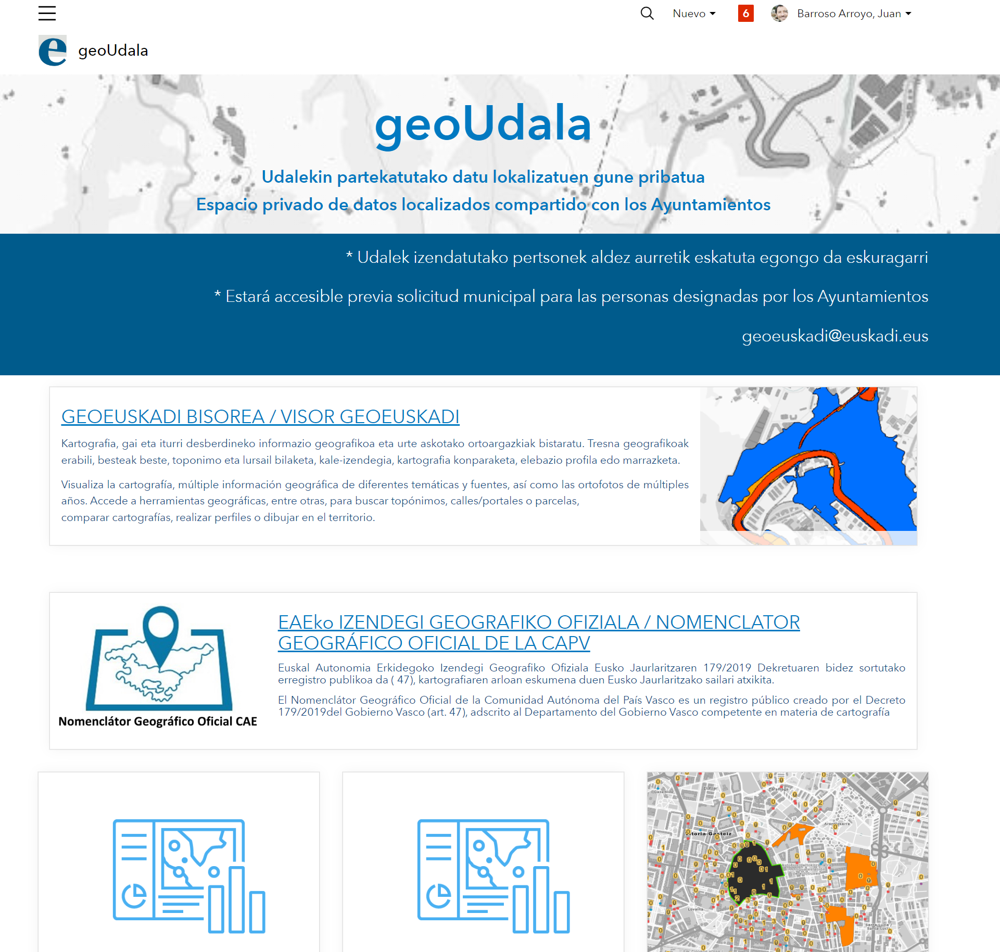 Nuevo
6
Barroso Arroyo, Juan
e
geoUdala
geoUdala
Udalekin partekatutako datu lokalizatuen gune pribatua
Espacio privado de datos localizados compartido con los Ayuntamientos
* Udalek izendatutako pertsonek aldez aurretik eskatuta egongo da eskuragarri
* Estará accesible previa solicitud municipal para las personas designadas por los Ayuntamientos
geoeuskadi@euskadi.eus
GEOEUSKADI BISOREA / VISOR GEOEUSKADI
Kartografia, gai eta iturri desberdineko informazio geografikoa eta urte askotako ortoargazkiak bistaratu. Tresna geografikoak
erabili, besteak beste, toponimo eta lursail bilaketa, kale-izendegia, kartografia konparaketa, elebazio profila edo marrazketa.
Visualiza la cartografía, múltiple información geográfica de diferentes temáticas y fuentes, así como las ortofotos de múltiples
años. Accede a herramientas geográficas, entre otras, para buscar topónimos, calles/portales o parcelas,
comparar cartografías, realizar perfiles o dibujar en el territorio.
Nomenclátor Geográfico Oficial CAE
EAEko IZENDEGI GEOGRAFIKO OFIZIALA / NOMENCLATOR
GEOGRÁFICO OFICIAL DE LA CAPV
Euskal Autonomia Erkidegoko Izendegi Geografiko Ofiziala Eusko Jaurlaritzaren 179/2019 Dekretuaren bidez sortutako
erregistro publikoa da ( 47), kartografiaren arloan eskumena duen Eusko Jaurlaritzako sailari atxikita.
El Nomenclátor Geográfico Oficial de la Comunidad Autónoma del País Vasco es un registro público creado por el Decreto
179/2019del Gobierno Vasco (art. 47), adscrito al Departamento del Gobierno Vasco competente en materia de cartografía
El Pilar
Zaramaga
Gazalbide
Arantzkarra
Lovaina
Santa Luzia /
Santa Lucía